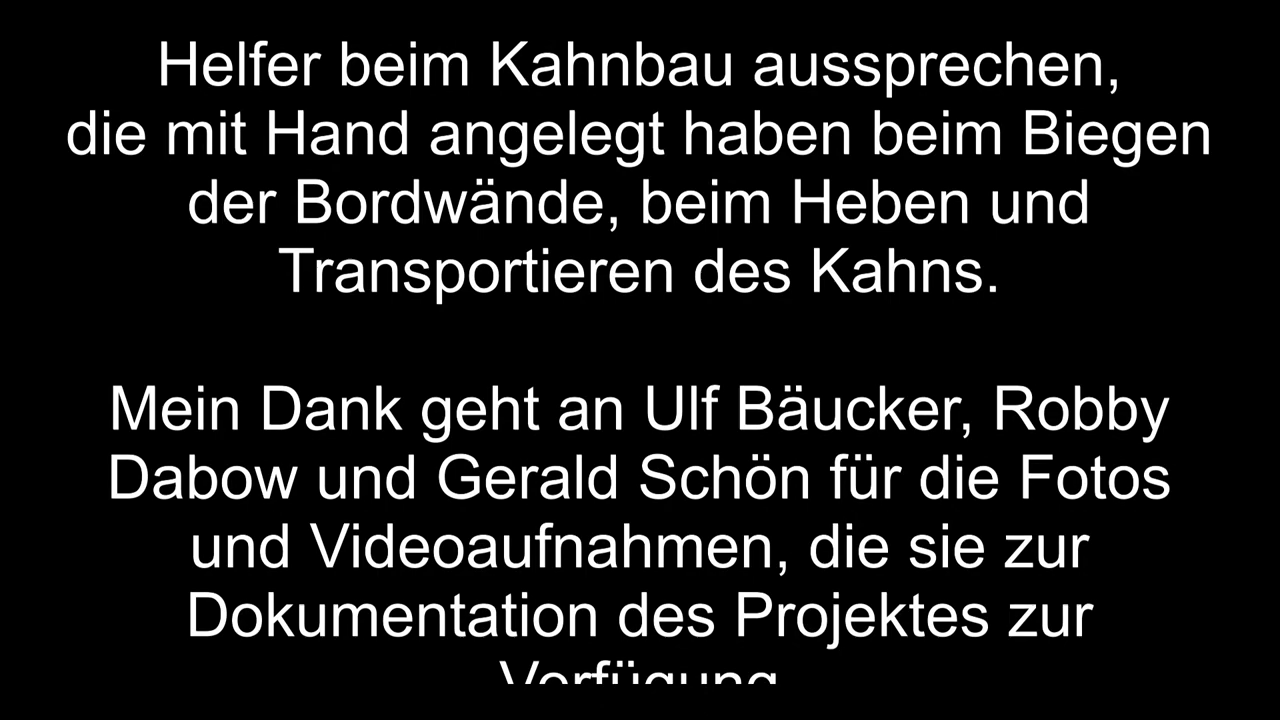 Helfer beim Kahnbau aussprechen,
die mit Hand angelegt haben beim Biegen
der Bordwände, beim Heben und
Transportieren des Kahns.
Mein Dank geht an Ulf Bäucker, Robby
Dabow und Gerald Schön für die Fotos
und Videoaufnahmen, die sie zur
Dokumentation des Projektes zur
Verfügung